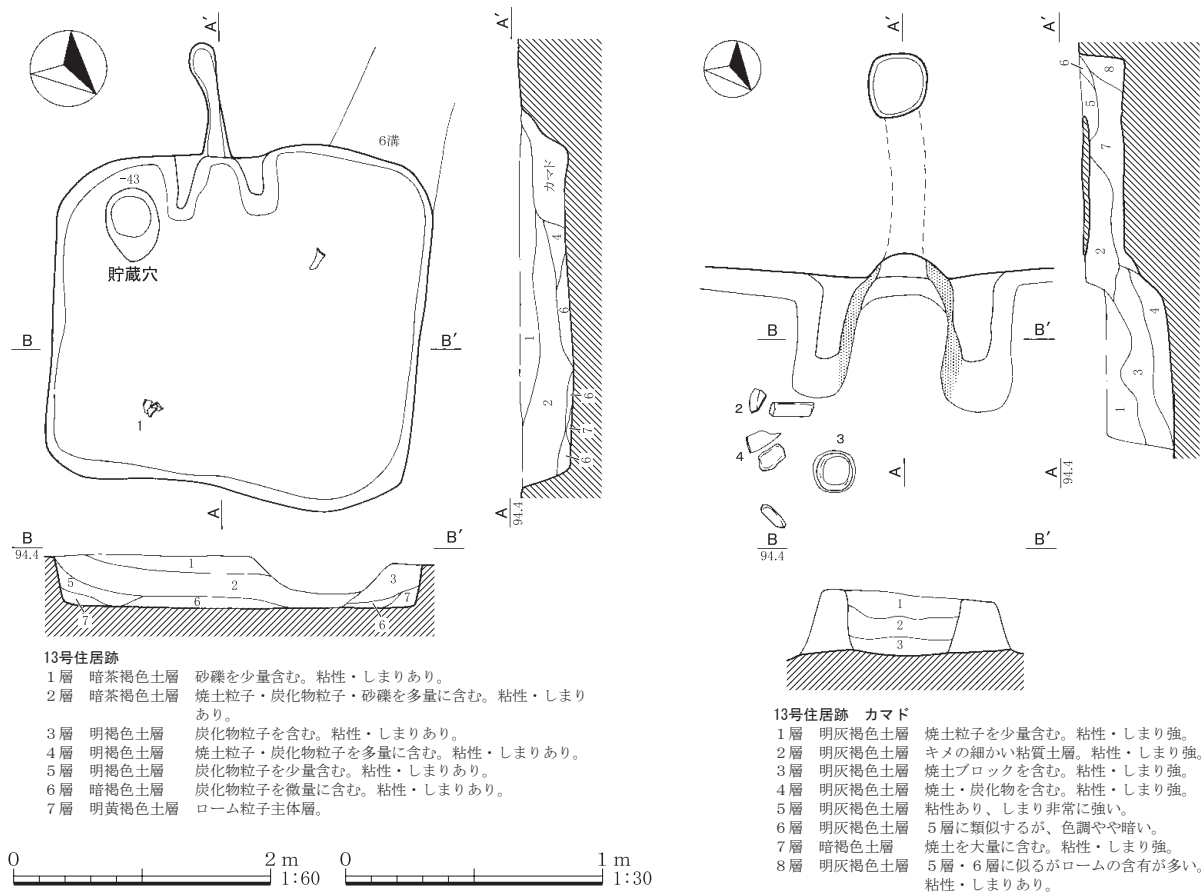 A'
6溝
-43
貯蔵穴
B
B'
1
A
A'
カマド
4
6
1
2
6
7
6
A
94.4
B
94.4
B'
1
2
3
5
6
7
7
6
13号住居跡
1層 暗茶褐色土層 砂礫を少量含む。粘性・しまりあり。
2層 暗茶褐色土層 焼土粒子・炭化物粒子・砂礫を多量に含む。粘性・しまり
あり。
3層 明褐色土層 炭化物粒子を含む。粘性・しまりあり。
4層 明褐色土層 焼土粒子・炭化物粒子を多量に含む。粘性・しまりあり。
5層 明褐色土層 炭化物粒子を少量含む。粘性・しまりあり。
6層 暗褐色土層 炭化物粒子を微量に含む。粘性・しまりあり。
7層 明黄褐色土層 ローム粒子主体層。
0 2 m
1:60
A'
B
B'
2
4
3
A
A'
6
8
5
7
2
4
3
1
A
94.4
B
94.4
B'
1
2
3
13号住居跡 カマド
1層 明灰褐色土層 焼土粒子を少量含む。粘性・しまり強。
2層 明灰褐色土層 キメの細かい粘質土層。粘性・しまり強。
3層 明灰褐色土層 焼土ブロックを含む。粘性・しまり強。
4層 明灰褐色土層 焼土・炭化物を含む。粘性・しまり強。
5層 明灰褐色土層 粘性あり、しまり非常に強い。
6層 明灰褐色土層 5層に類似するが、色調やや暗い。
7層 暗褐色土層 焼土を大量に含む。粘性・しまり強。
8層 明灰褐色土層 5層・6層に似るがロームの含有が多い。
粘性・しまりあり。
0 1 m
1:30